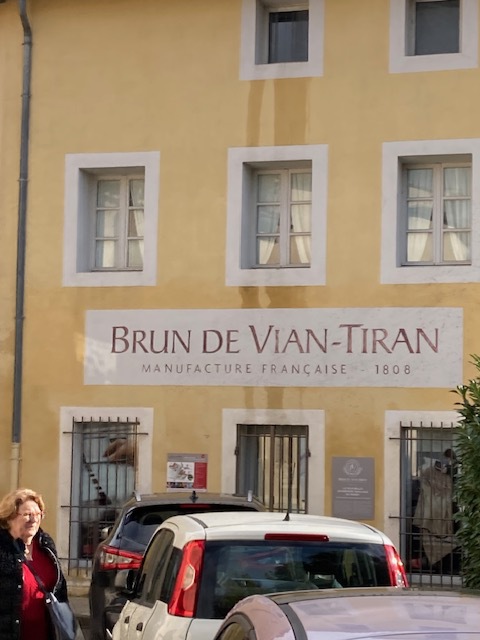 BRUN DE VIAN-TIRAN
MANUFACTURE FRANÇAISE - 1808